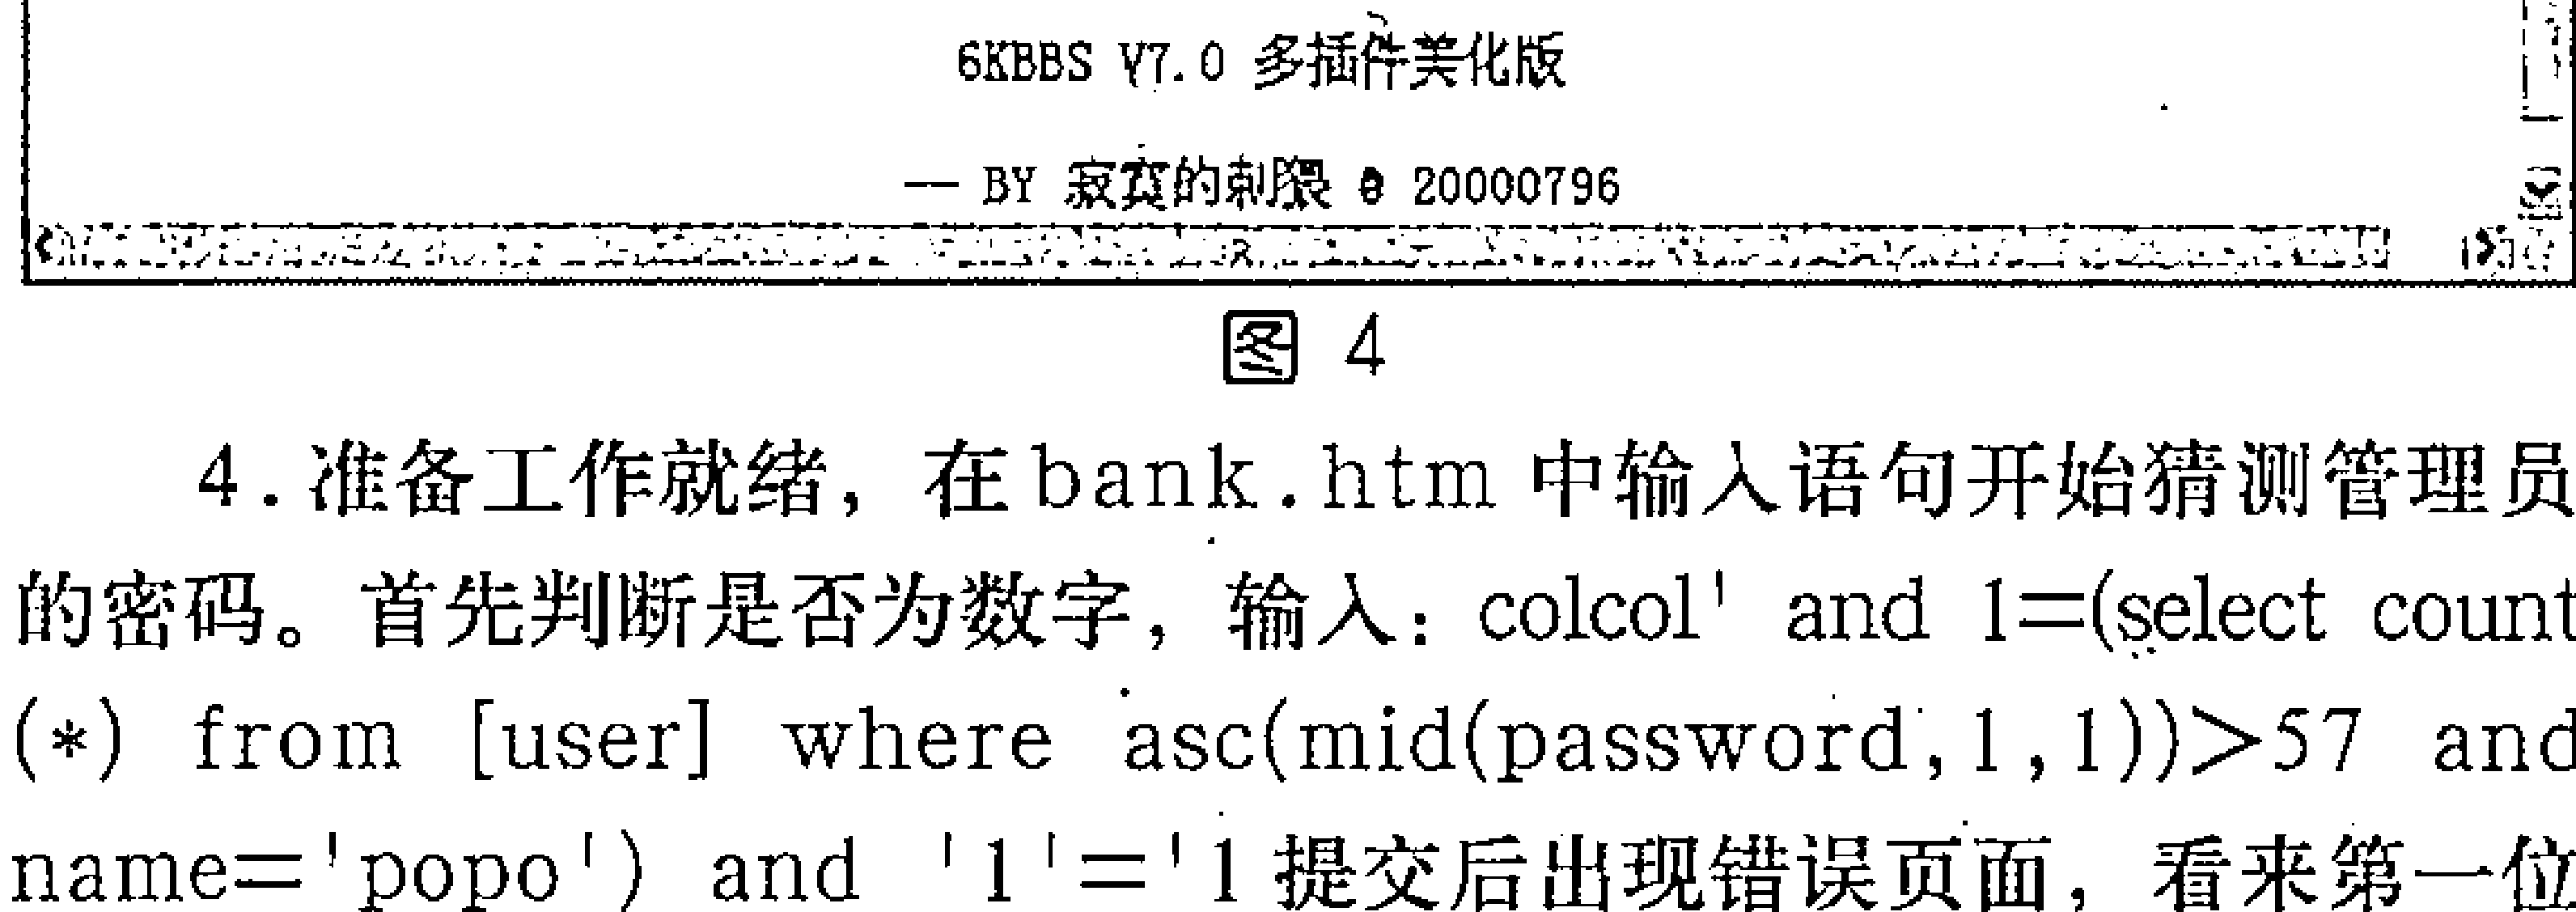 6KBBS V7.0 多插件美化版
— BY 寂寞的刺猬 @ 20000796
图 4
4.准备工作就绪，在bank.htm中输入语句开始猜测管理员
的密码。首先判断是否为数字，输入：colcol' and 1=(select count
(*) from [user] where asc(mid(password,1,1))>57 and
name='popo') and '1'='1提交后出现错误页面，看来第一位